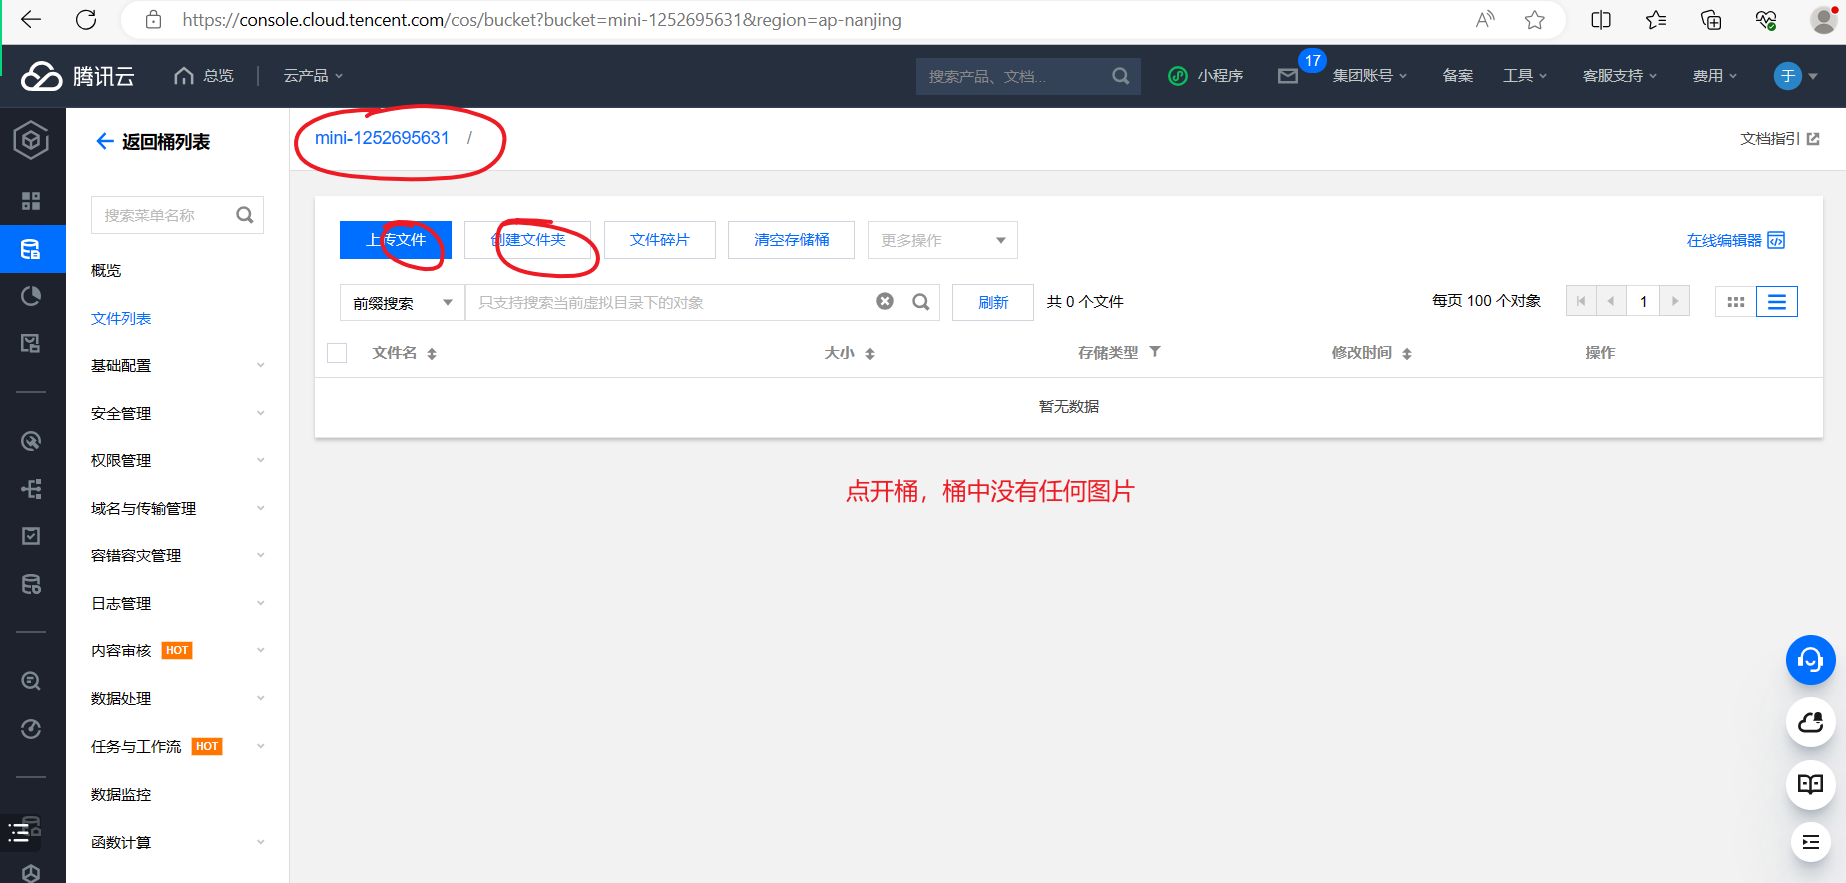 https://console.cloud.tencent.com/cos/bucket?bucket=mini-1252695631&region=ap-nanjing
腾讯云 总览 云产品 搜索产品、文档... 小程序 17 集团账号 备案 工具 客服支持 费用 于
返回桶列表
mini-1252695631 /
文档指引
搜索菜单名称
概览
文件列表
基础配置
安全管理
权限管理
域名与传输管理
容错容灾管理
日志管理
内容审核 HOT
数据处理
任务与工作流 HOT
数据监控
函数计算
上传文件 创建文件夹 文件碎片 清空存储桶 更多操作 在线编辑器
前缀搜索 只支持搜索当前虚拟目录下的对象 刷新 共 0 个文件 每页 100 个对象 1
文件名 大小 存储类型 修改时间 操作
暂无数据
点开桶，桶中没有任何图片